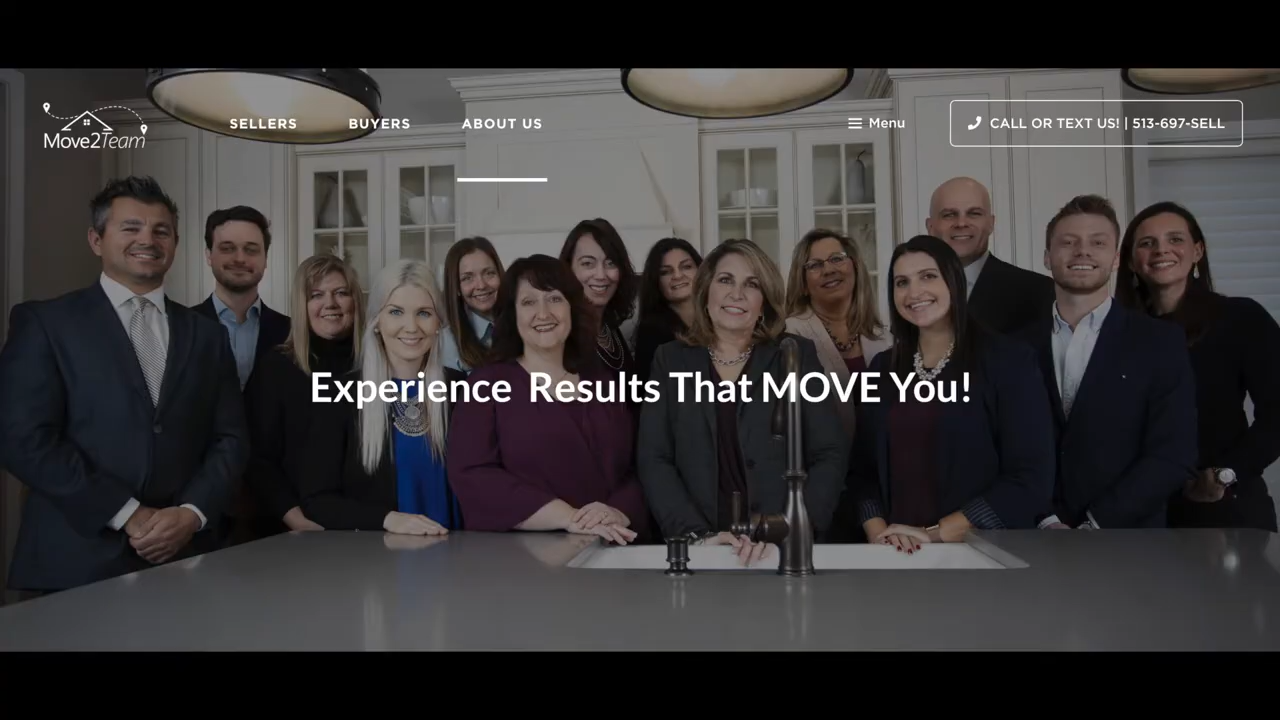 Move2Team
SELLERS
BUYERS
ABOUT US
Menu
CALL OR TEXT US! | 513-697-SELL
Experience Results That MOVE You!